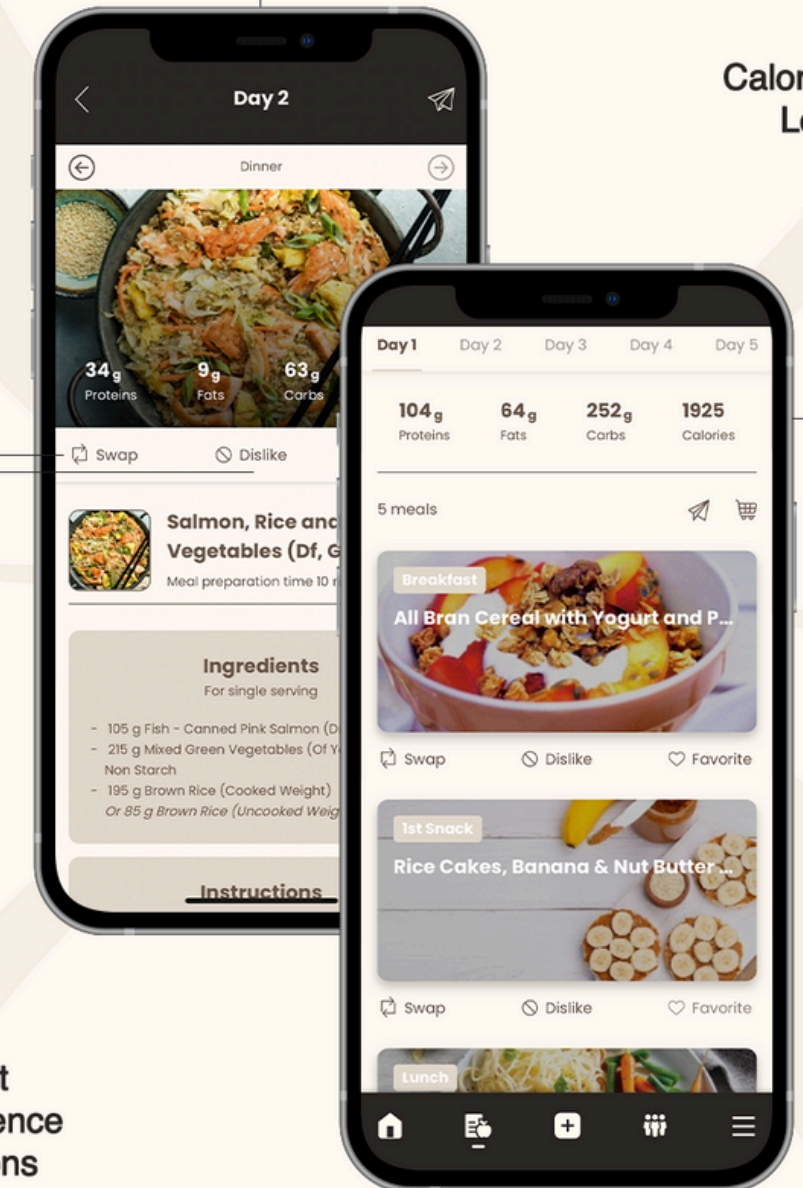 Day 2
Dinner
34g
Proteins
9g
Fats
63g
Carbs
Swap
Dislike
Salmon, Rice and
Vegetables (Df, G
Meal preparation time 10
Ingredients
For single serving
- 105 g Fish - Canned Pink Salmon (D
- 215 g Mixed Green Vegetables (Of Y
Non Starch
- 195 g Brown Rice (Cooked Weight)
Or 85 g Brown Rice (Uncooked Weig
Instructions
Calor
Day 1
Day 2
Day 3
Day 4
Day 5
104g
Proteins
64g
Fats
252g
Carbs
1925
Calories
5 meals
Breakfast
All Bran Cereal with Yogurt and P...
Swap
Dislike
Favorite
1st Snack
Rice Cakes, Banana & Nut Butter ...
Swap
Dislike
Favorite
Lunch
t
ence
ns